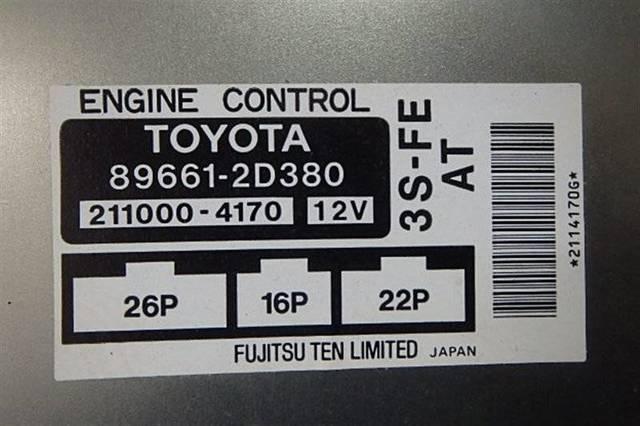 ENGINE CONTROL
TOYOTA
89661-2D380
211000-4170 12V
3S-FE
AT
26P 16P 22P
FUJITSU TEN LIMITED JAPAN
*2114170G*